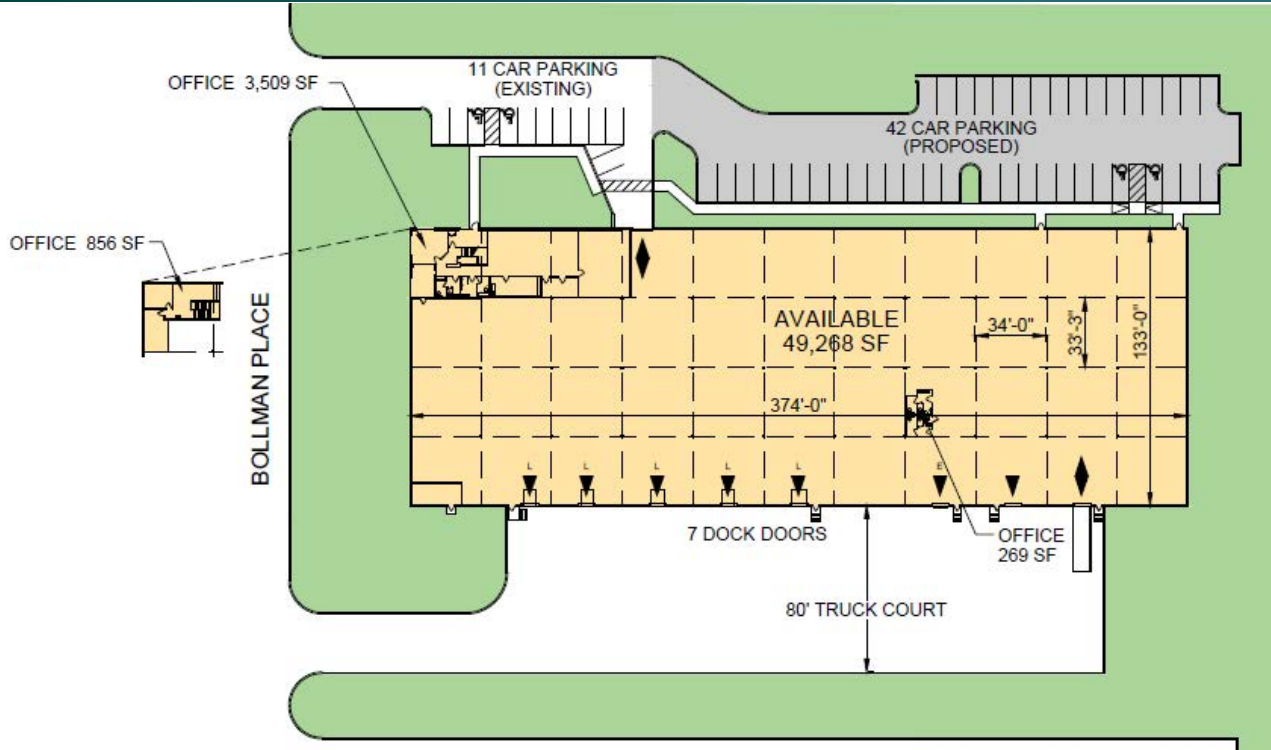 11 CAR PARKING
(EXISTING)
OFFICE 3,509 SF
42 CAR PARKING
(PROPOSED)
OFFICE 856 SF
BOLLMAN PLACE
AVAILABLE
49,268 SF
34'-0"
33'-3"
133'-0"
374'-0"
L
L
L
L
L
E
7 DOCK DOORS
OFFICE
269 SF
80' TRUCK COURT